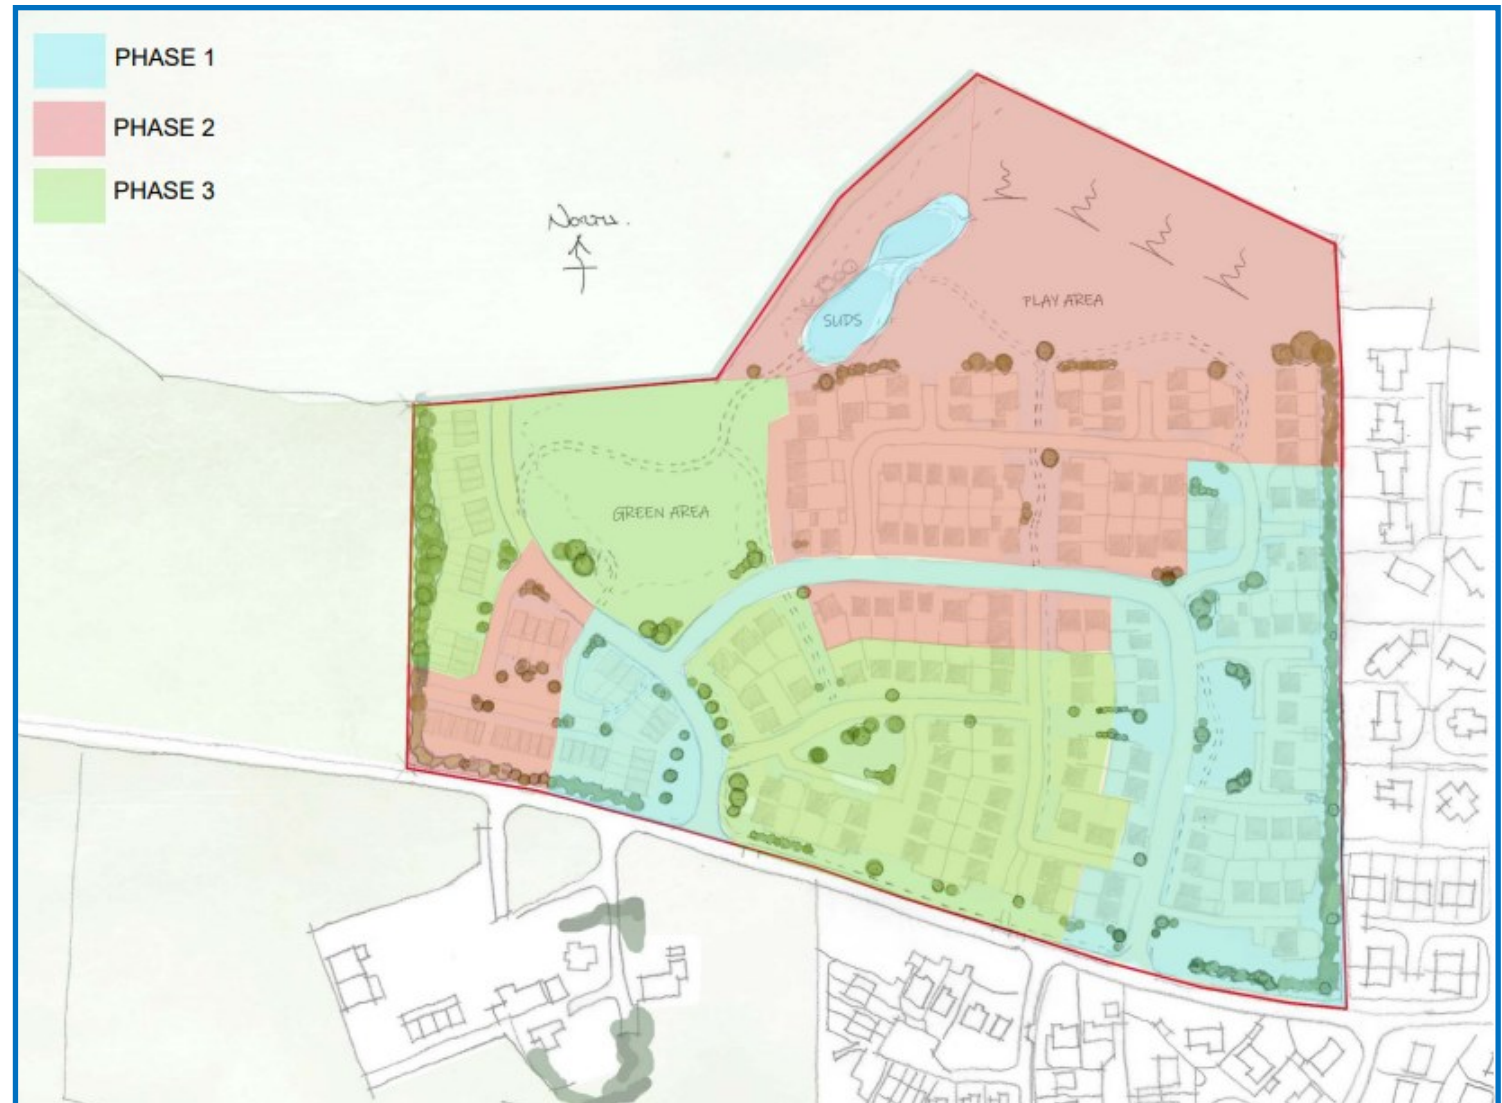 PHASE 1
PHASE 2
PHASE 3
North.
PLAY AREA
SUDS
GREEN AREA